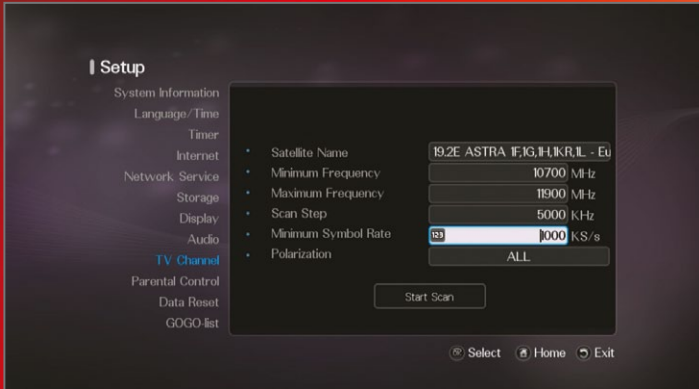 Setup
System Information
Language/Time
Timer
Internet
Network Service
Storage
Display
Audio
TV Channel
Parental Control
Data Reset
GOGO-list
Satellite Name 19.2E ASTRA 1F,1G,1H,1KR,1L - Eu
Minimum Frequency 10700 MHz
Maximum Frequency 11900 MHz
Scan Step 5000 KHz
Minimum Symbol Rate 123 1000 KS/s
Polarization ALL
Start Scan
Select Home Exit